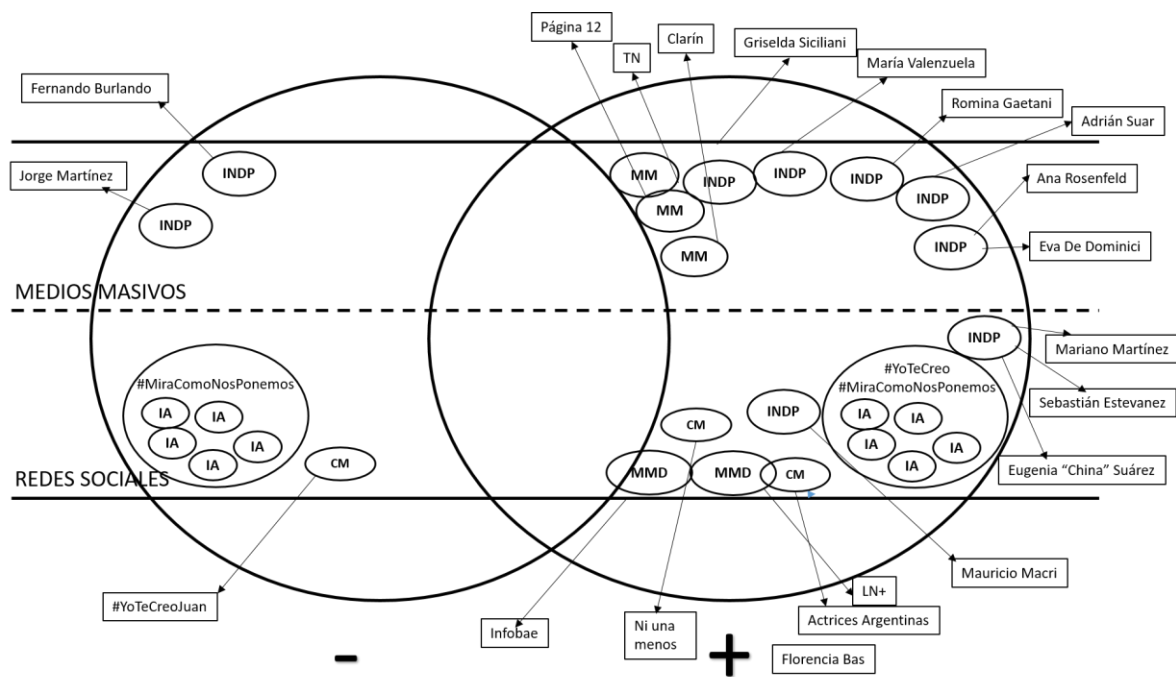 Página 12
Clarín
Griselda Siciliani
TN
María Valenzuela
Fernando Burlando
Romina Gaetani
Adrián Suar
Jorge Martínez
INDP
MM
INDP
INDP
INDP
INDP
Ana Rosenfeld
INDP
MM
INDP
Eva De Dominici
MM
MEDIOS MASIVOS
INDP
Mariano Martínez
#YoTeCreo
#MiraComoNosPonemos
#MiraComoNosPonemos
Sebastián Estevanez
IA
IA
IA
IA
IA
CM
CM
INDP
IA
IA
IA
IA
IA
REDES SOCIALES
MMD
MMD
CM
Eugenia “China” Suárez
Mauricio Macri
LN+
#YoTeCreoJuan
Infobae
Ni una
menos
Actrices Argentinas
-
+
Florencia Bas